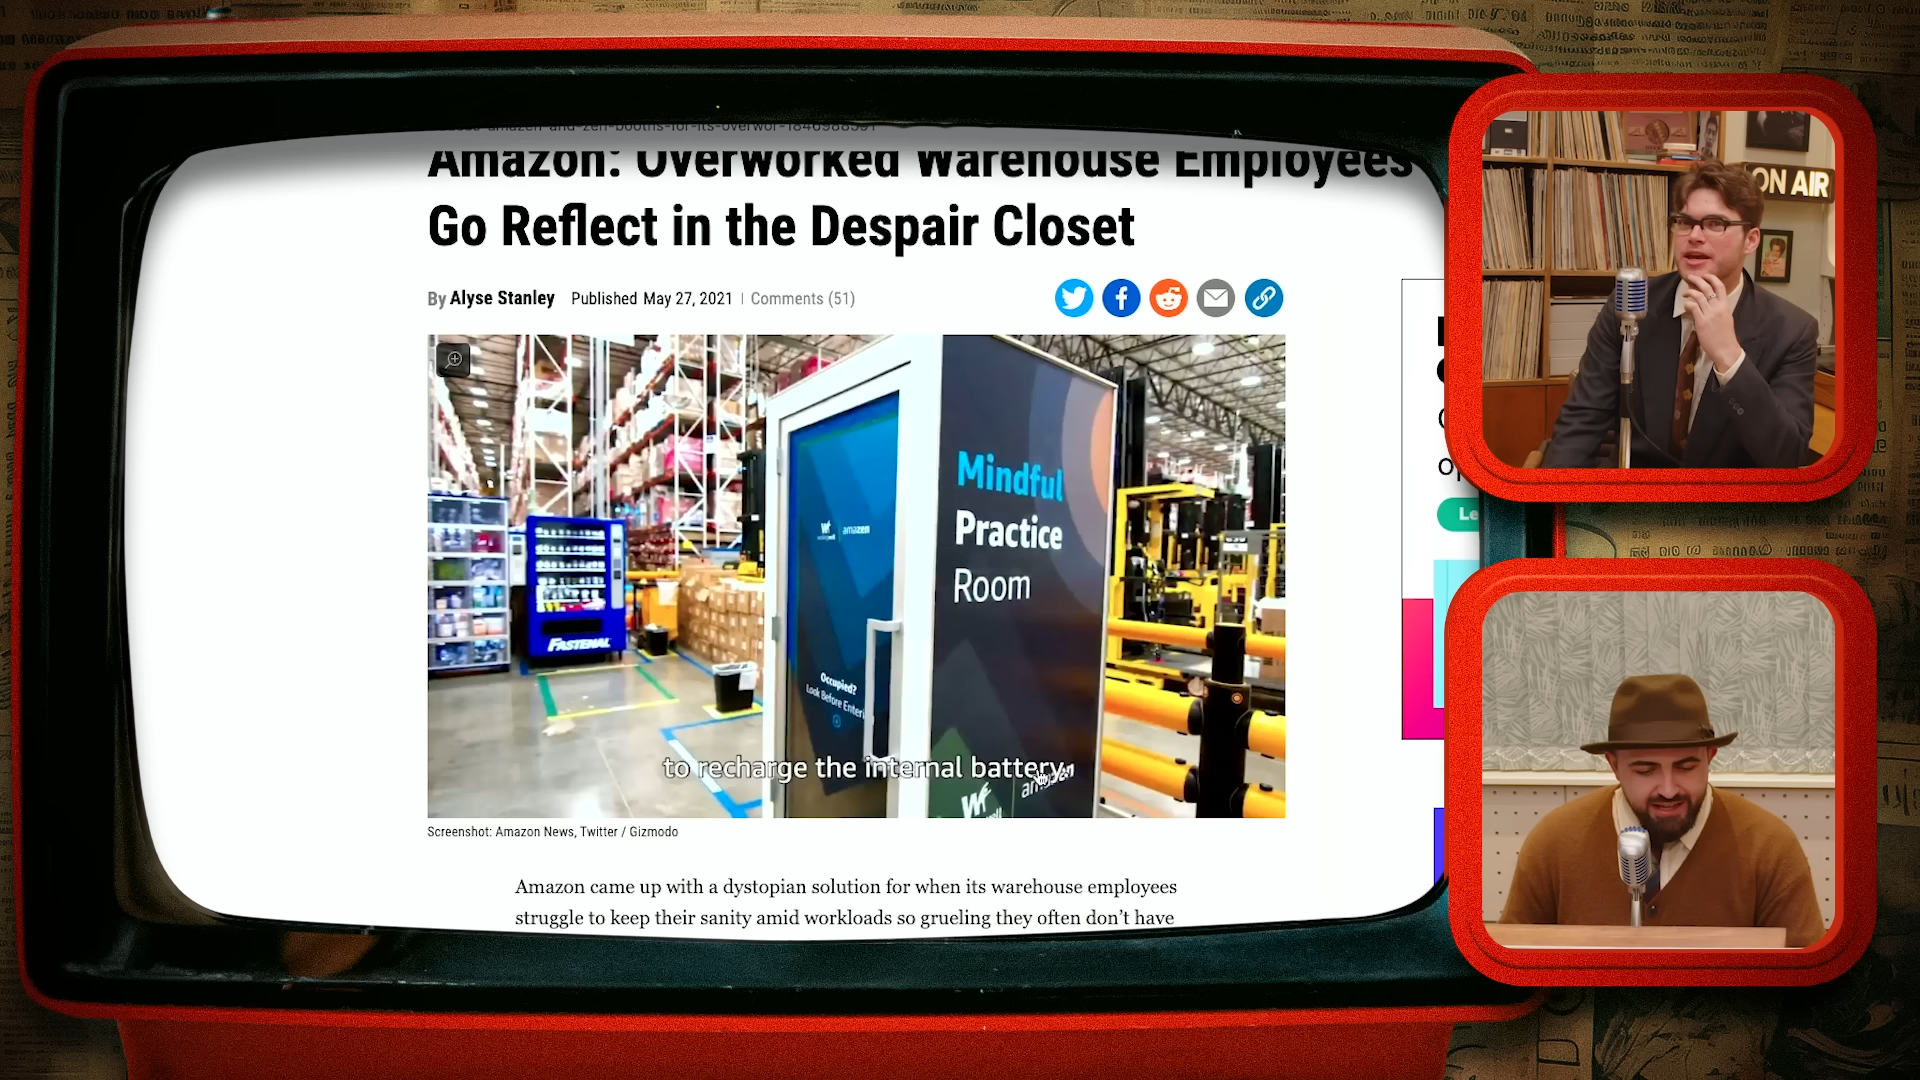 Amazon: Overworked Warehouse Employees
Go Reflect in the Despair Closet
By Alyse Stanley Published May 27, 2021 | Comments (51)
ON AIR
Mindful
Practice
Room
amazen
FASTENAL
Occupied?
Look Before Enteri
Le
to recharge the internal battery
Screenshot: Amazon News, Twitter / Gizmodo
Amazon came up with a dystopian solution for when its warehouse employees
struggle to keep their sanity amid workloads so grueling they often don't have